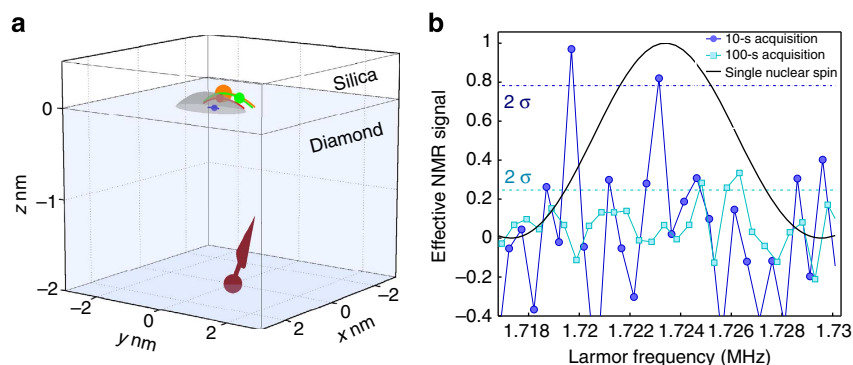 a
Silica
Diamond
0
−1
−2
z nm
−2
0
2
y nm
2
0
−2
x nm
b
10-s acquisition
100-s acquisition
Single nuclear spin
1
0.8
0.6
0.4
0.2
0
−0.2
−0.4
2 σ
2 σ
Effective NMR signal
1.718
1.72
1.722
1.724
1.726
1.728
1.73
Larmor frequency (MHz)